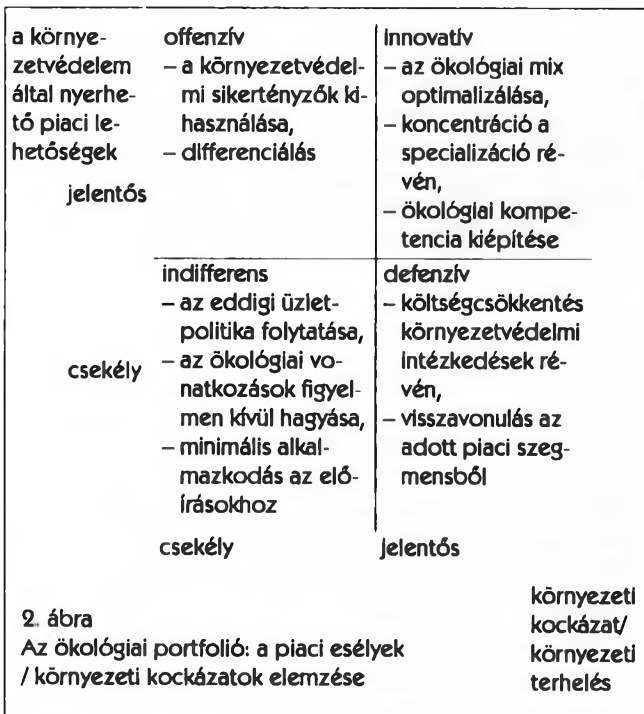 a környe-
zetvédelem
által nyerhe-
tő piaci le-
hetőségek
jelentős
offenzív
– a környezetvédel-
mi sikertényzők ki-
használása,
– differenciálás
innovatív
– az ökológiai mix
optimalizálása,
– koncentráció a
specializáció ré-
vén,
– ökológiai kompe-
tencia kiépítése
csekély
indifferens
– az eddigi üzlet-
politika folytatása,
– az ökológiai vo-
natkozások figyel-
men kívül hagyása,
– minimális alkal-
mazkodás az elő-
írásokhoz
defenzív
– költségcsökkentés
környezetvédelmi
intézkedések ré-
vén,
– visszavonulás az
adott piaci szeg-
mensből
csekély
jelentős
környezeti
kockázat/
környezeti
terhelés
2. ábra
Az ökológiai portfolió: a piaci esélyek
/ környezeti kockázatok elemzése